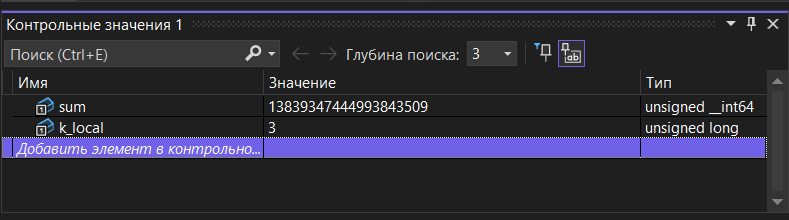 Контрольные значения 1
Поиск (Ctrl+E) Глубина поиска: 3
Имя Значение Тип
sum 13839347444993843509 unsigned __int64
k_local 3 unsigned long
Добавить элемент в контрольно...